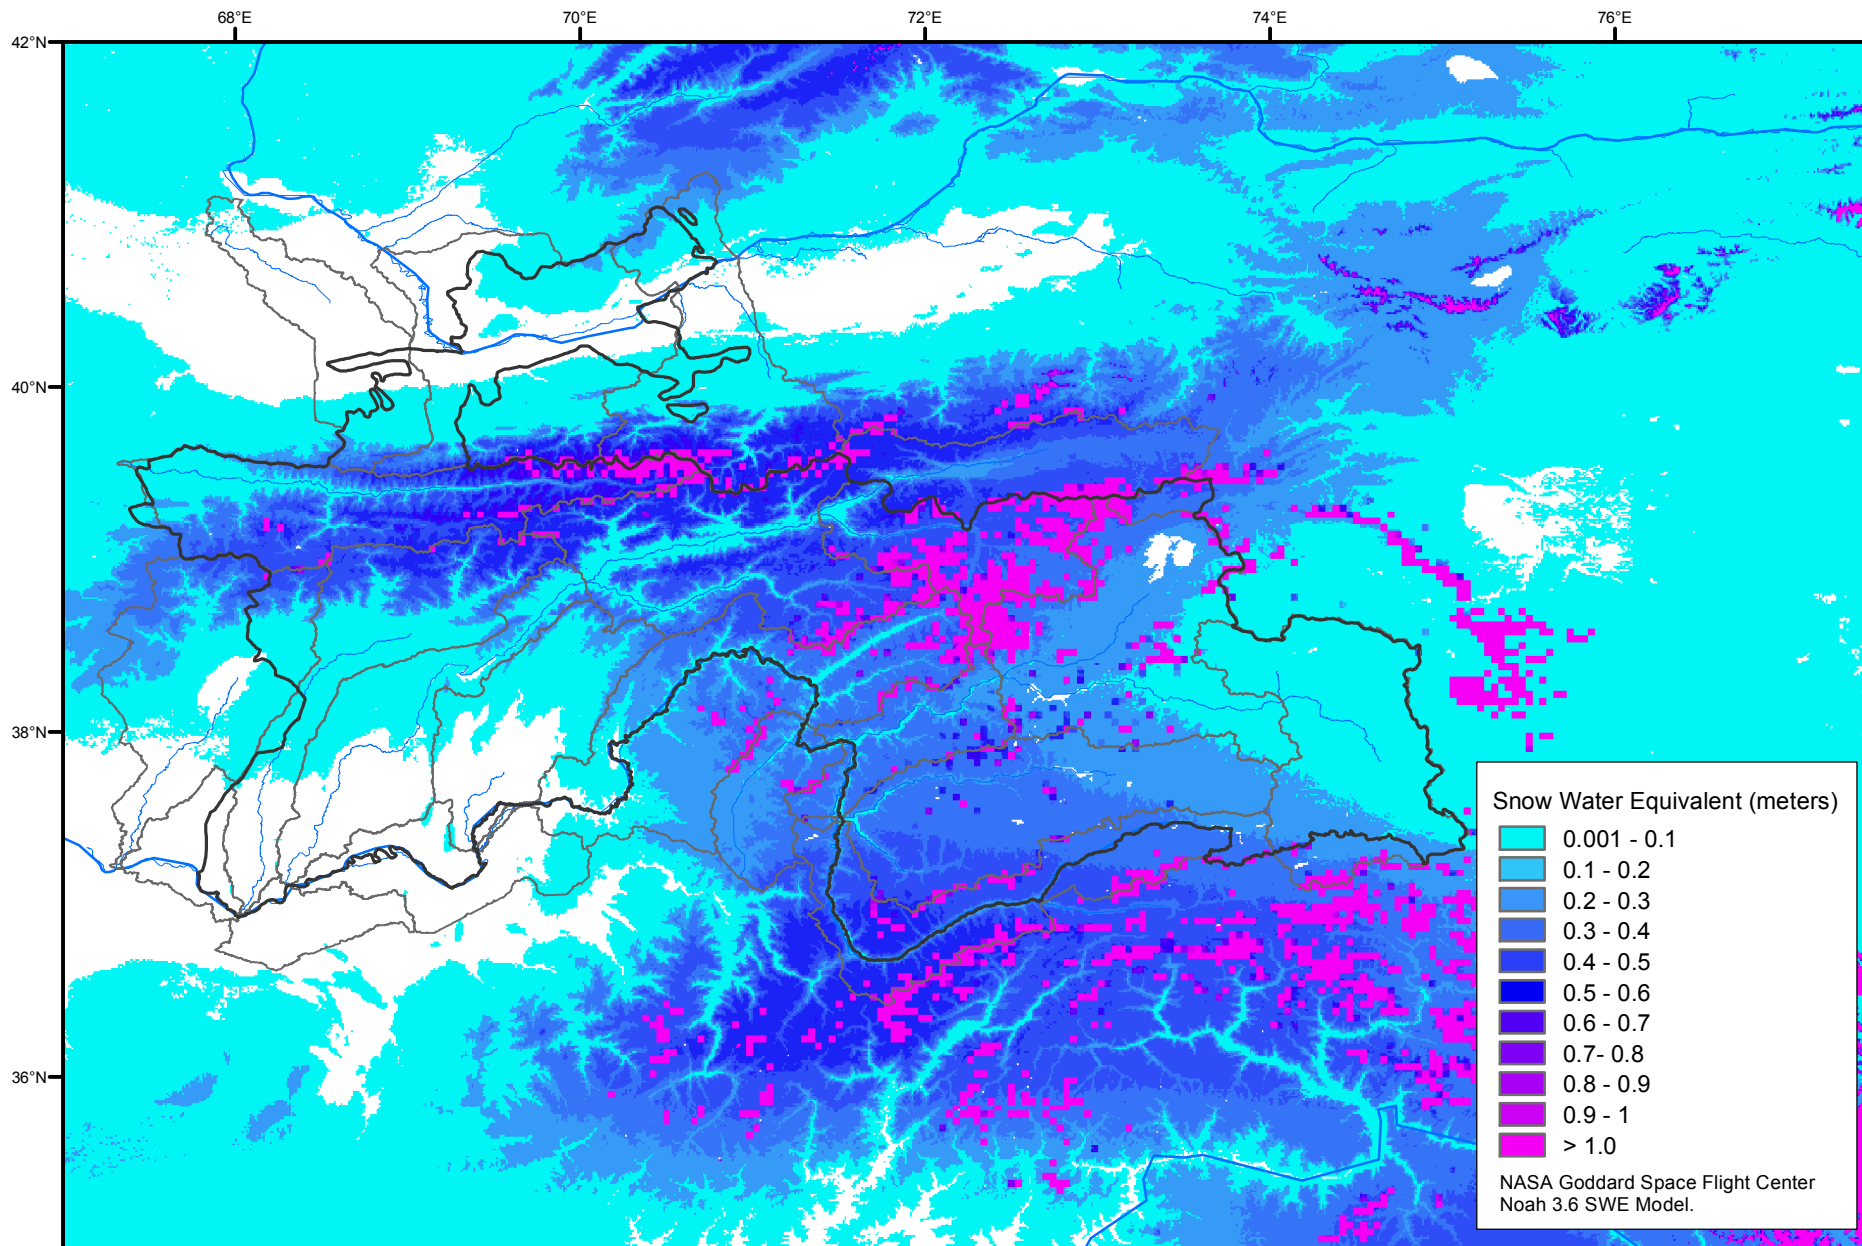 68°E 70°E 72°E 74°E 76°E
42°N
40°N
38°N
36°N
Snow Water Equivalent (meters)
0.001 - 0.1
0.1 - 0.2
0.2 - 0.3
0.3 - 0.4
0.4 - 0.5
0.5 - 0.6
0.6 - 0.7
0.7- 0.8
0.8 - 0.9
0.9 - 1
> 1.0
NASA Goddard Space Flight Center
Noah 3.6 SWE Model.